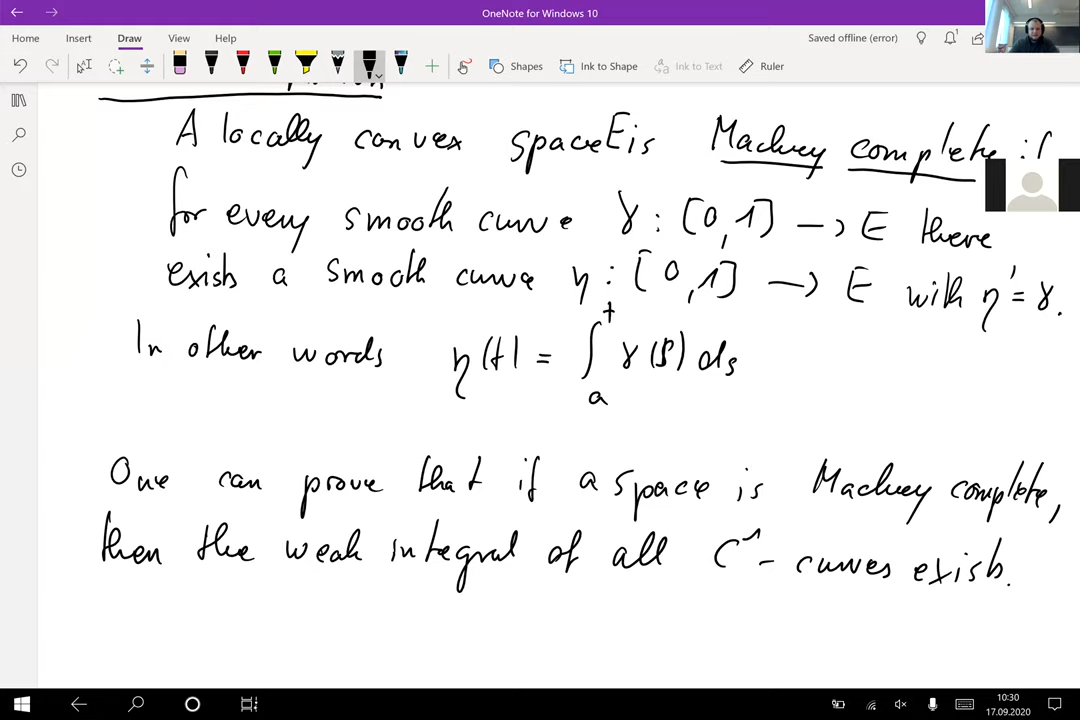 OneNote for Windows 10
Home Insert Draw View Help
Saved offline (error)
Shapes Ink to Shape Ink to Text Ruler
A locally convex space E is Mackey complete if
for every smooth curve γ : [0,1] → E there
exists a smooth curve η : [0,1] → E with η' = γ.
In other words η(t) = ∫_a^t γ(s) ds
One can prove that if a space is Mackey complete,
then the weak integral of all C^1 - curves exists.
10:30
17.09.2020